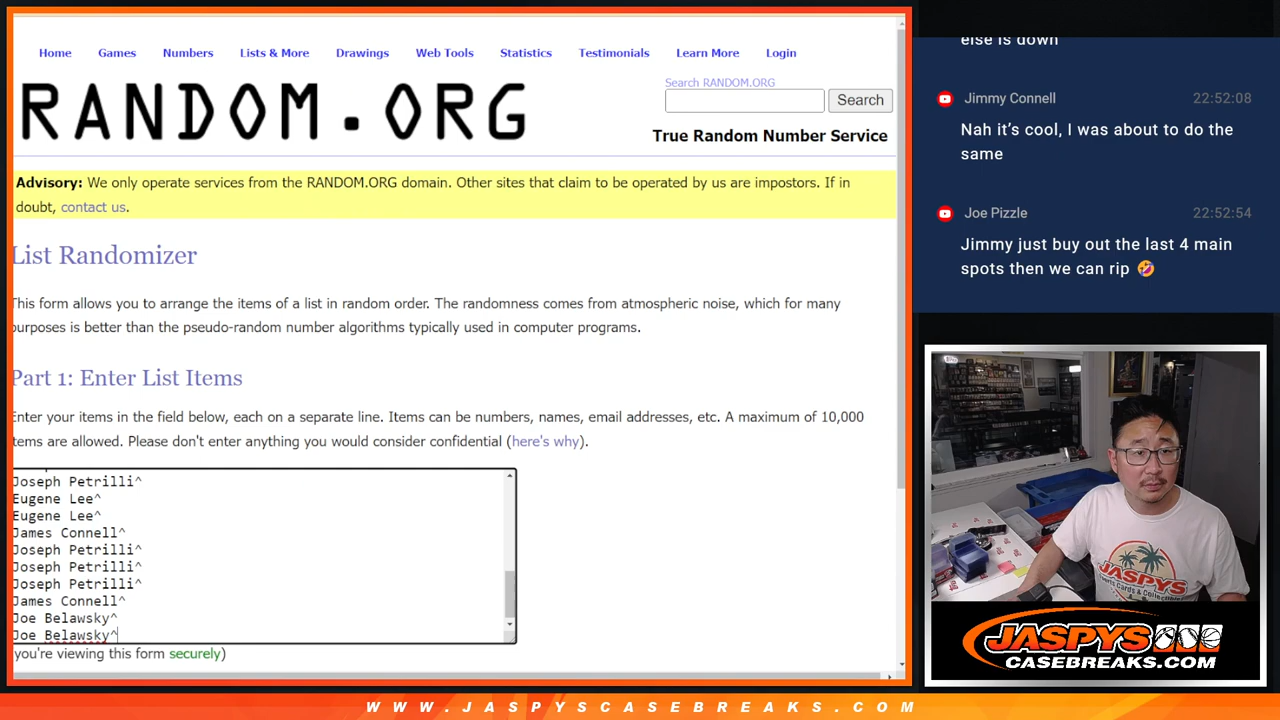 Home Games Numbers Lists & More Drawings Web Tools Statistics Testimonials Learn More Login
RANDOM.ORG
Search RANDOM.ORG
Search
True Random Number Service
Advisory: We only operate services from the RANDOM.ORG domain. Other sites that claim to be operated by us are impostors. If in
doubt, contact us.
List Randomizer
This form allows you to arrange the items of a list in random order. The randomness comes from atmospheric noise, which for many
purposes is better than the pseudo-random number algorithms typically used in computer programs.
Part 1: Enter List Items
Enter your items in the field below, each on a separate line. Items can be numbers, names, email addresses, etc. A maximum of 10,000
items are allowed. Please don't enter anything you would consider confidential (here's why).
Joseph Petrilli^
Eugene Lee^
Eugene Lee^
James Connell^
Joseph Petrilli^
Joseph Petrilli^
Joseph Petrilli^
James Connell^
Joe Belawsky^
Joe Belawsky^
you're viewing this form securely)
else is down
Jimmy Connell 22:52:08
Nah it's cool, I was about to do the
same
Joe Pizzle 22:52:54
Jimmy just buy out the last 4 main
spots then we can rip 🤣
JASPYS
Sports Cards & Collectibles
JASPYS
CASEBREAKS.COM
WWW.JASPYSCASEBREAKS.COM